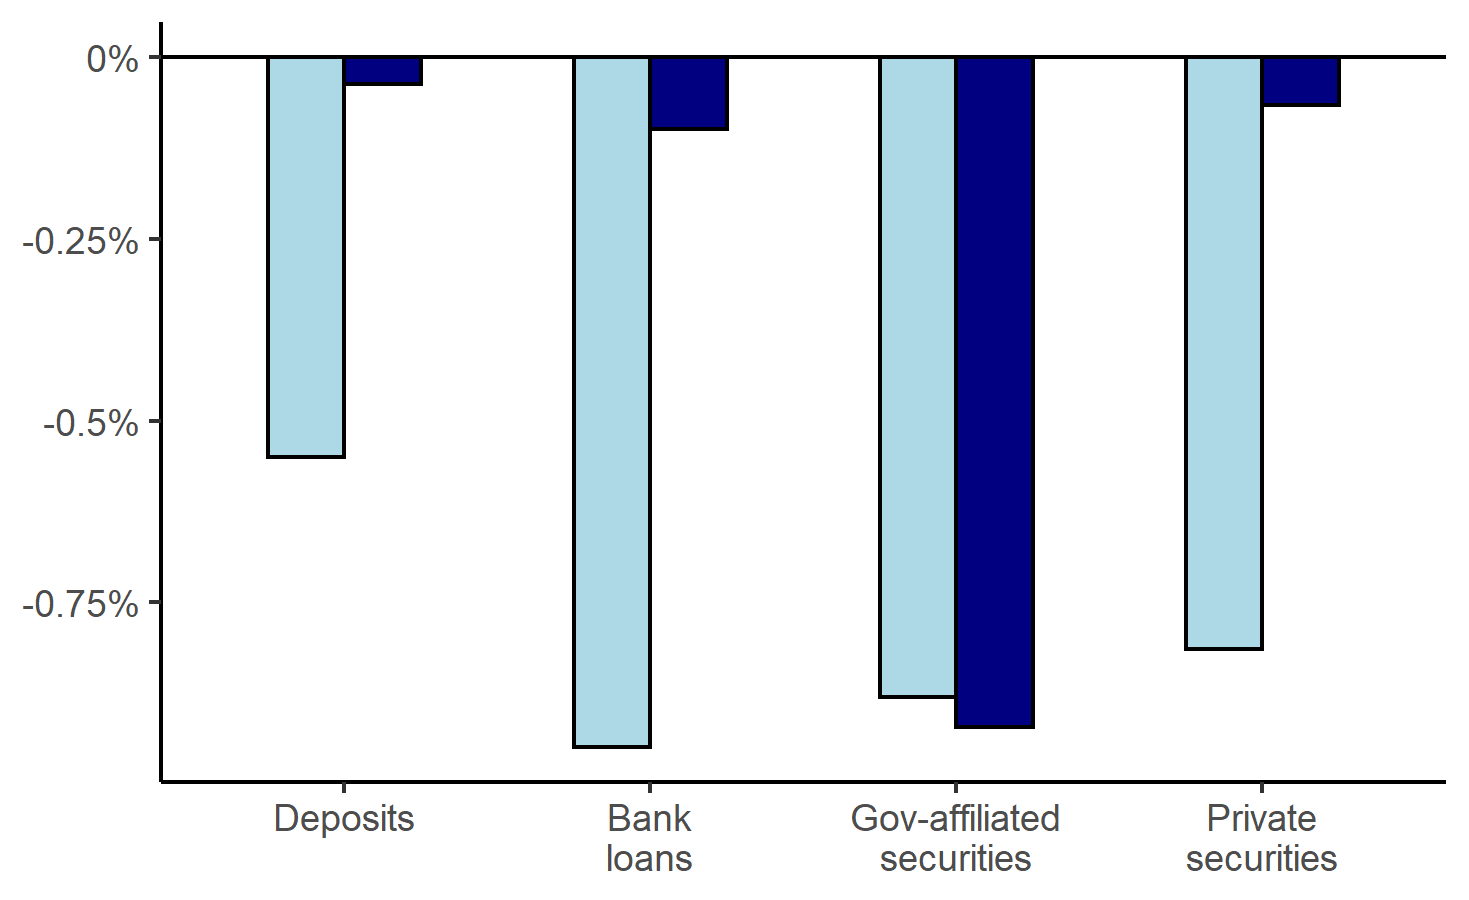 0%
-0.25%
-0.5%
-0.75%
Deposits
Bank
loans
Gov-affiliated
securities
Private
securities